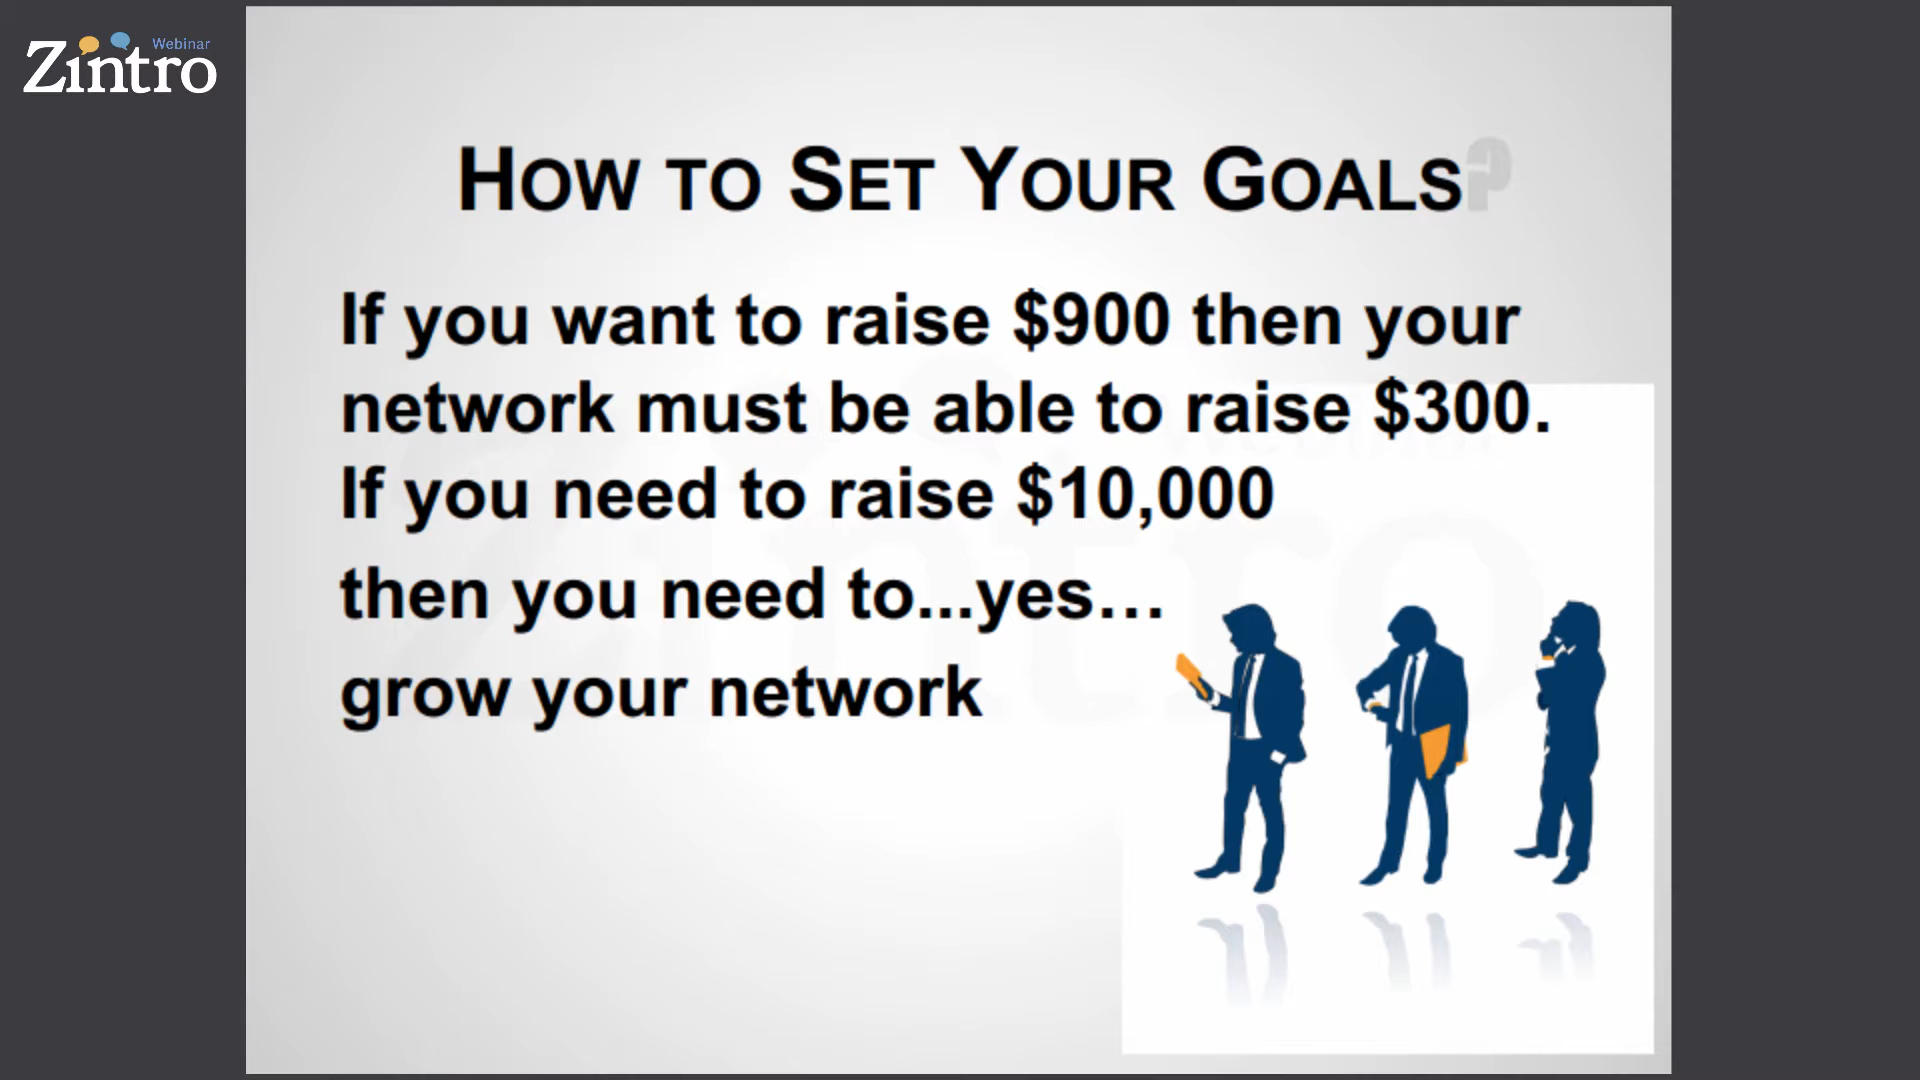 Webinar
Zintro
How to Set Your Goals?
If you want to raise $900 then your
network must be able to raise $300.
If you need to raise $10,000
then you need to...yes...
grow your network